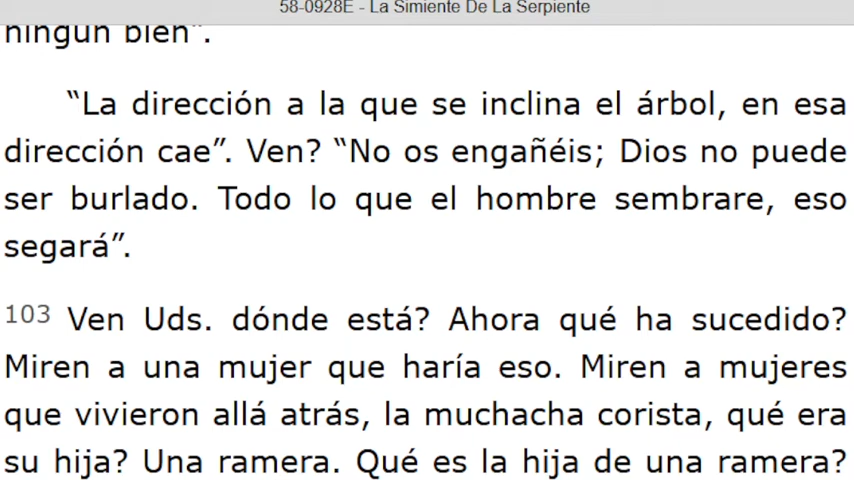 58-0928E - La Simiente De La Serpiente
ningún bien”.
“La dirección a la que se inclina el árbol, en esa
dirección cae”. Ven? “No os engañéis; Dios no puede
ser burlado. Todo lo que el hombre sembrare, eso
segará”.
103 Ven Uds. dónde está? Ahora qué ha sucedido?
Miren a una mujer que haría eso. Miren a mujeres
que vivieron allá atrás, la muchacha corista, qué era
su hija? Una ramera. Qué es la hija de una ramera?